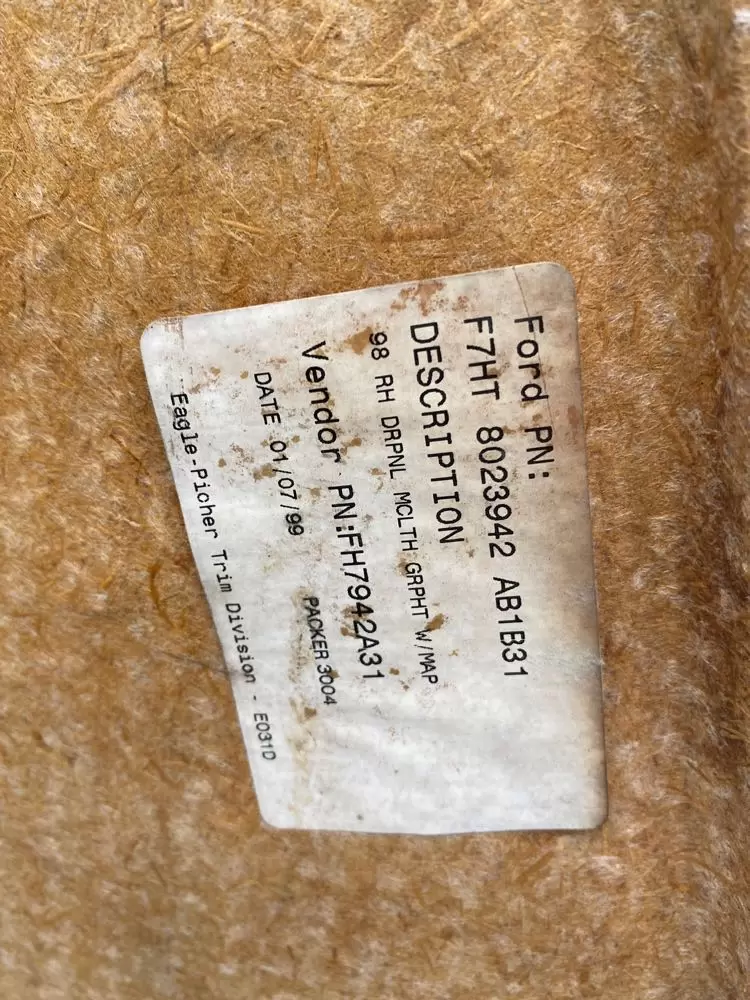 Ford PN:
F7HT 8023942 AB1B31
DESCRIPTION
98 RH DRPNL MCLTH GRPHT W/MAP
Vendor PN:FH7942A31
DATE 01/07/99 PACKER 3004
Eagle-Picher Trim Division - E031D